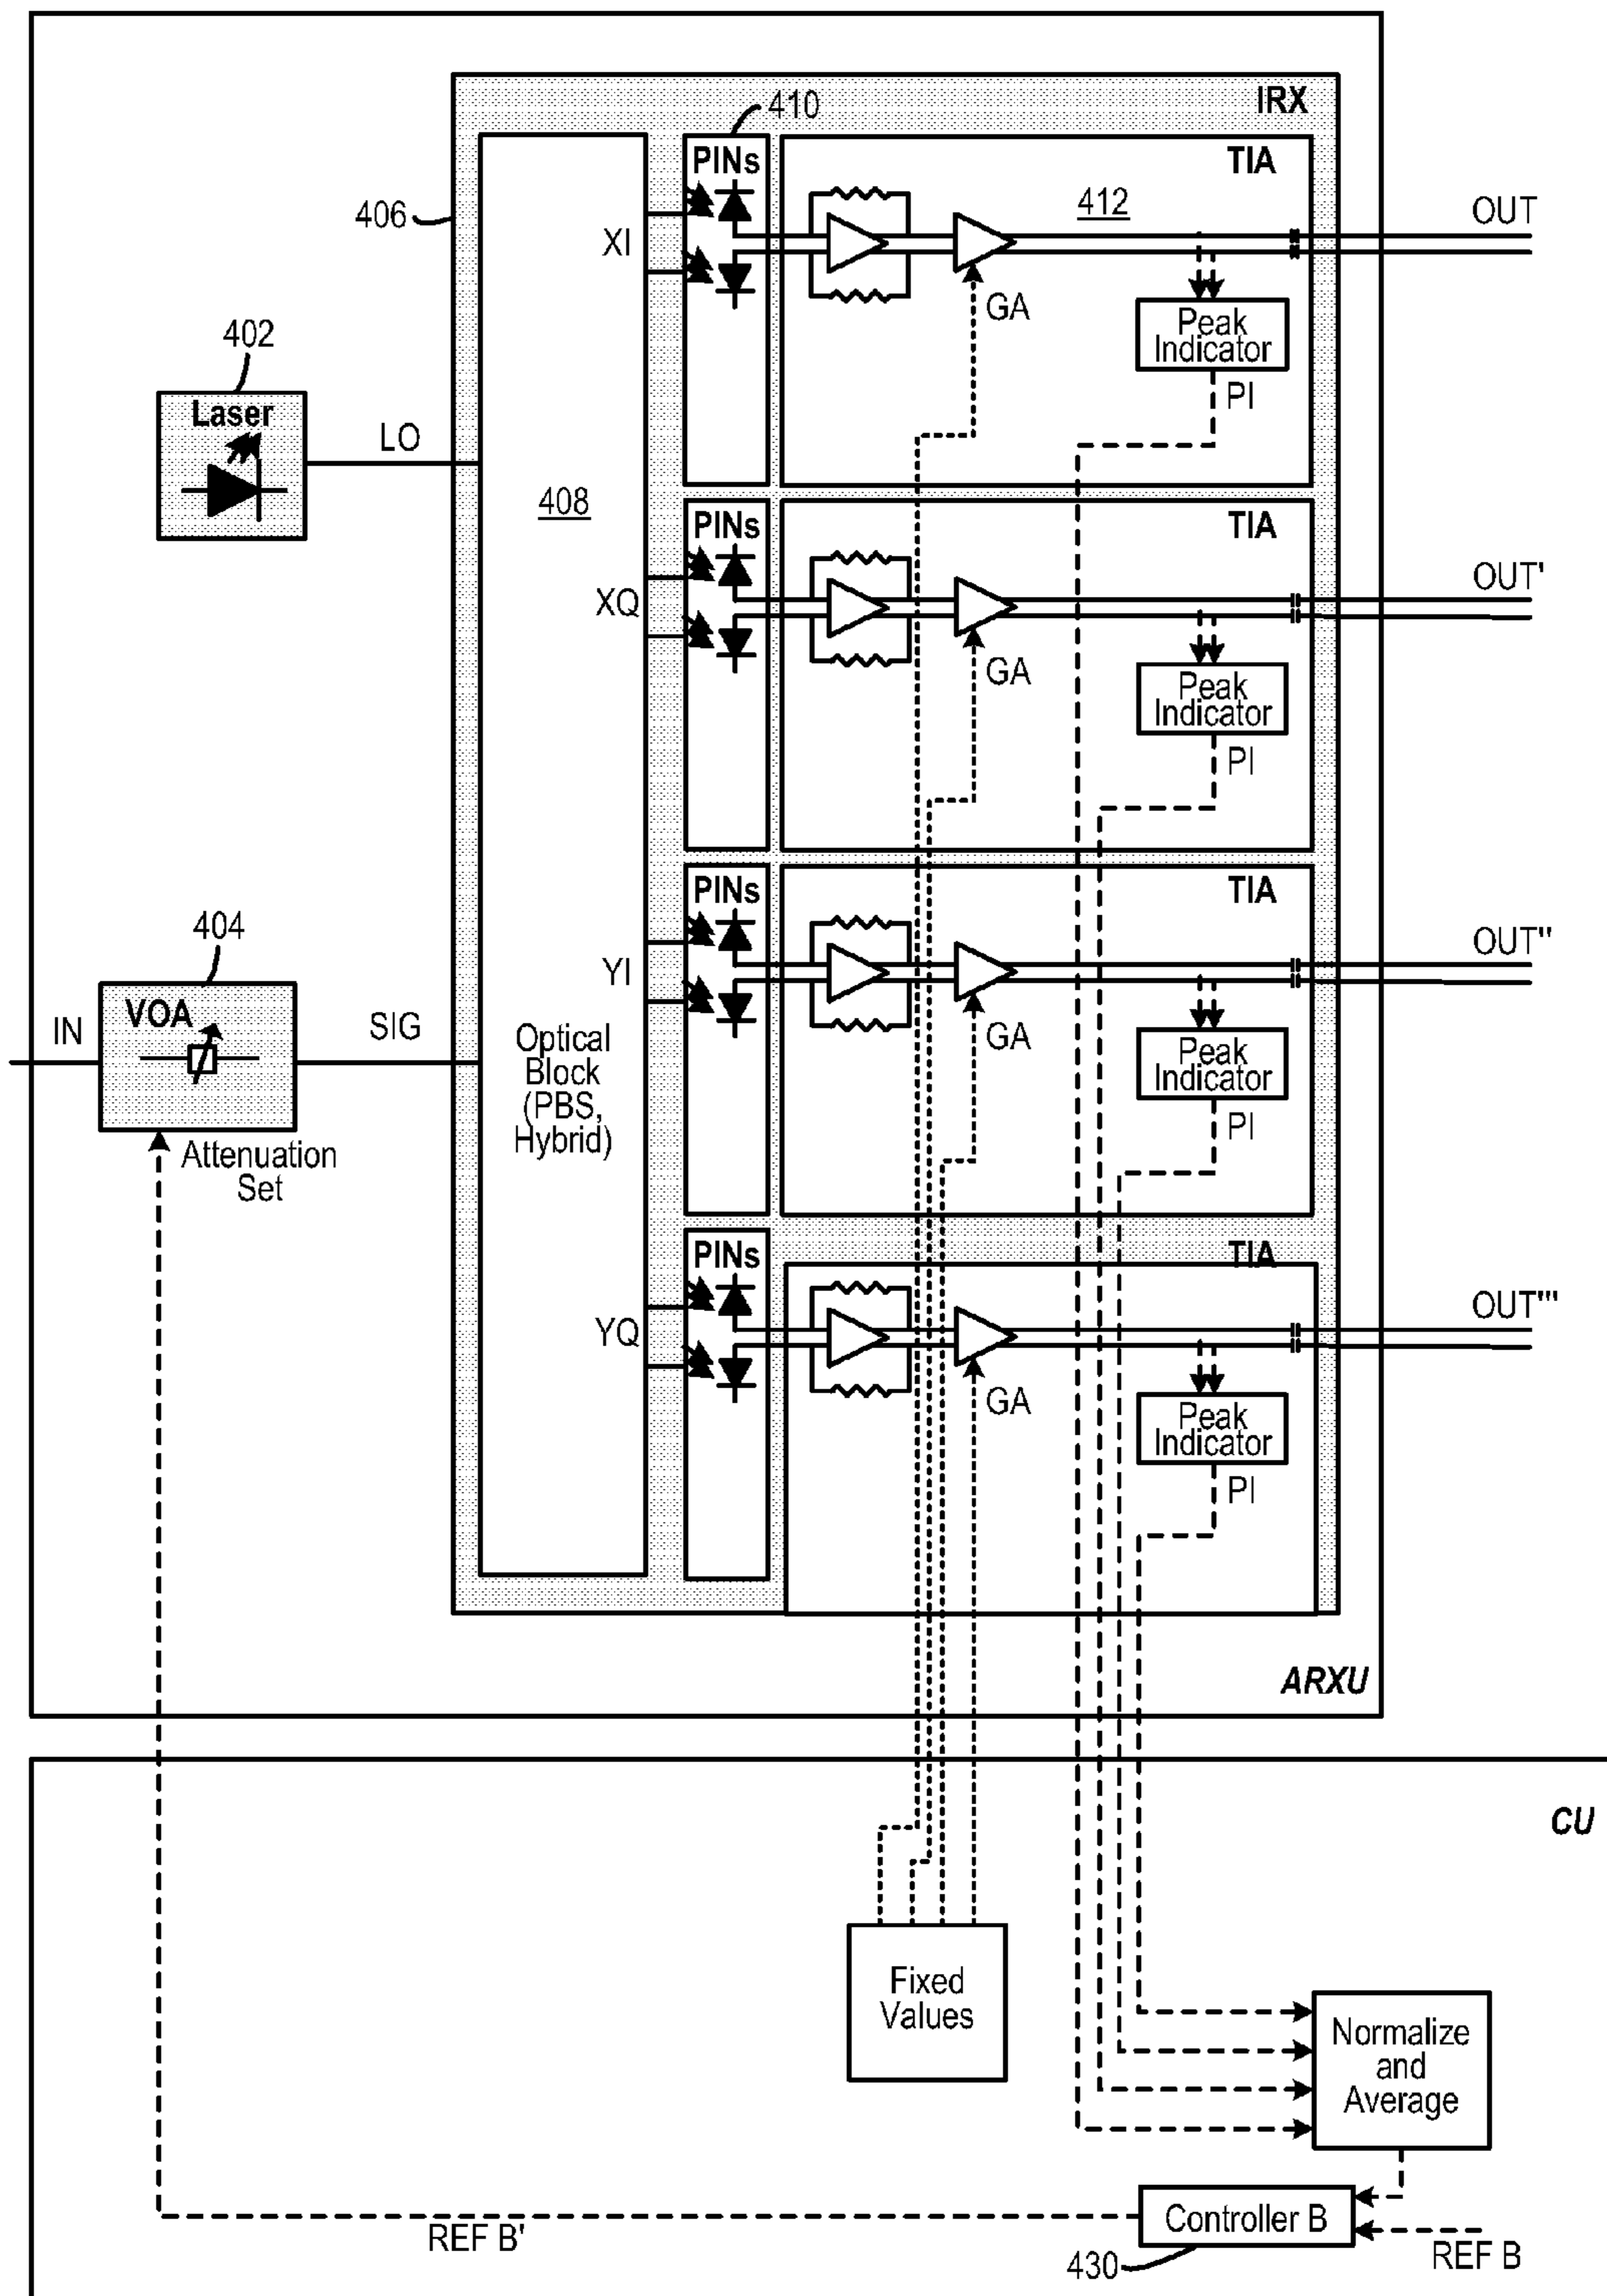 IRX
410
PINs
TIA
406
412
OUT
XI
GA
Peak
Indicator
PI
402
Laser
LO
408
PINs
TIA
OUT'
XQ
GA
Peak
Indicator
PI
PINs
TIA
404
OUT"
YI
GA
VOA
IN
SIG
Optical
Block
(PBS,
Hybrid)
Peak
Indicator
PI
Attenuation
Set
PINs
TIA
OUT"'
YQ
GA
Peak
Indicator
PI
ARXU
CU
Fixed
Values
Normalize
and
Average
Controller B
REF B'
REF B
430